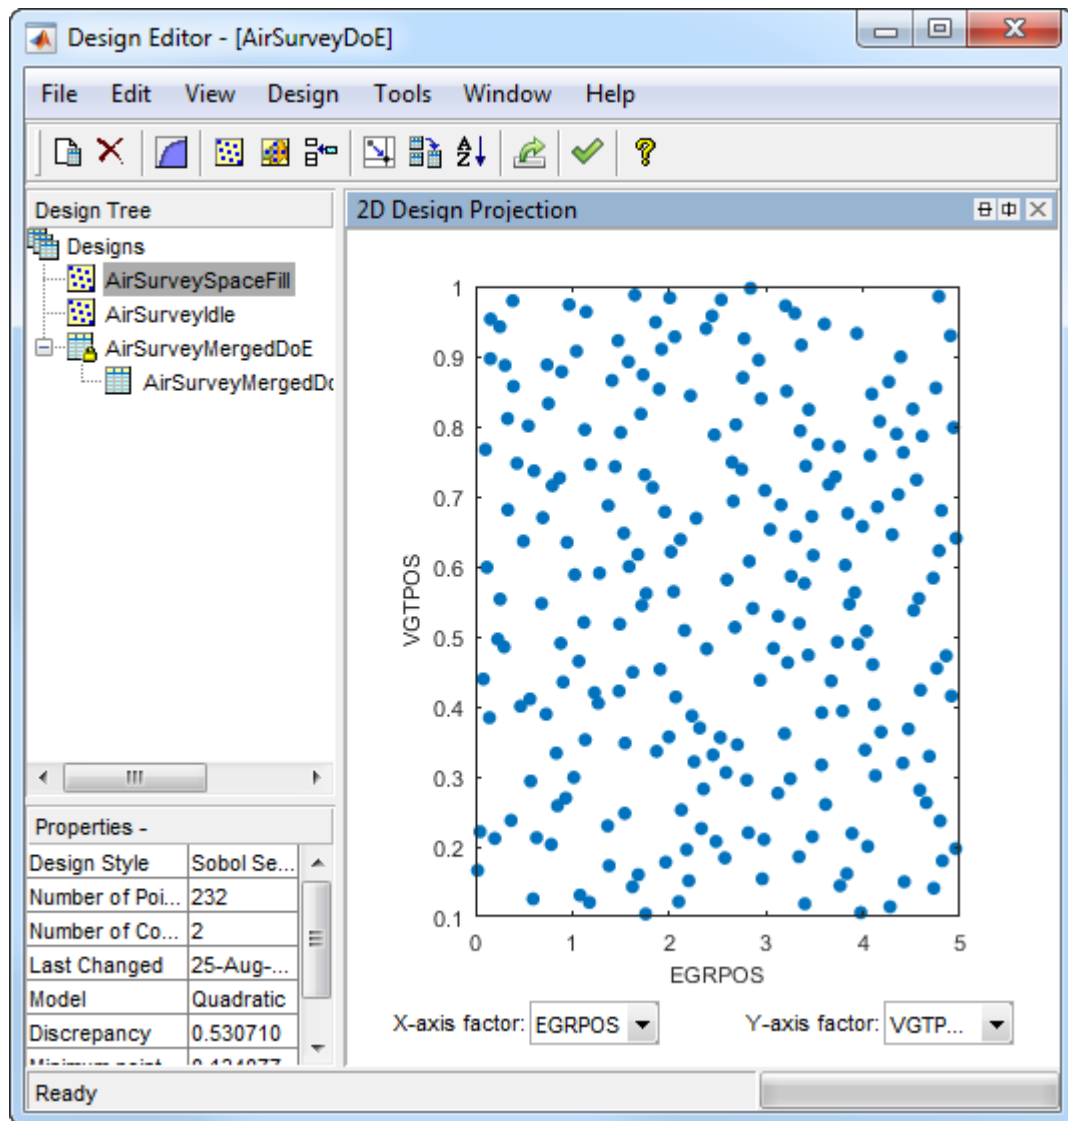 Design Editor - [AirSurveyDoE]
File Edit View Design Tools Window Help
Design Tree
Designs
AirSurveySpaceFill
AirSurveyIdle
AirSurveyMergedDoE
AirSurveyMergedDo
Properties -
Design Style Sobol Se...
Number of Poi... 232
Number of Co... 2
Last Changed 25-Aug-...
Model Quadratic
Discrepancy 0.530710
2D Design Projection
1
0.9
0.8
0.7
0.6
0.5
0.4
0.3
0.2
0.1
VGTPOS
0 1 2 3 4 5
EGRPOS
X-axis factor: EGRPOS Y-axis factor: VGTP...
Ready